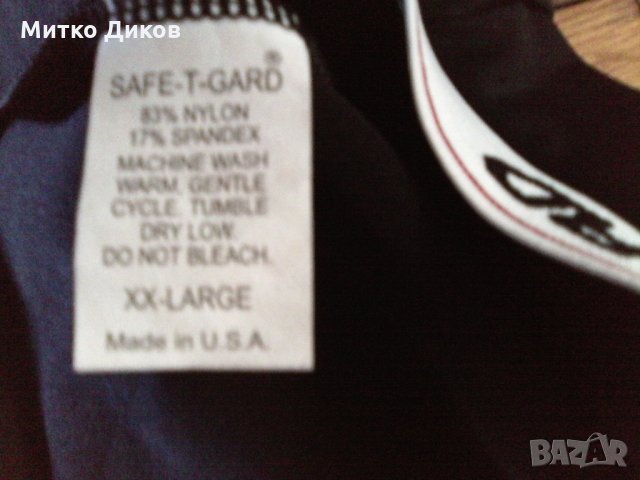 Митко Диков
®
SAFE-T-GARD
83% NYLON
17% SPANDEX
MACHINE WASH
WARM. GENTLE
CYCLE. TUMBLE
DRY LOW.
DO NOT BLEACH.
XX-LARGE
Made in U.S.A.
BAZAR